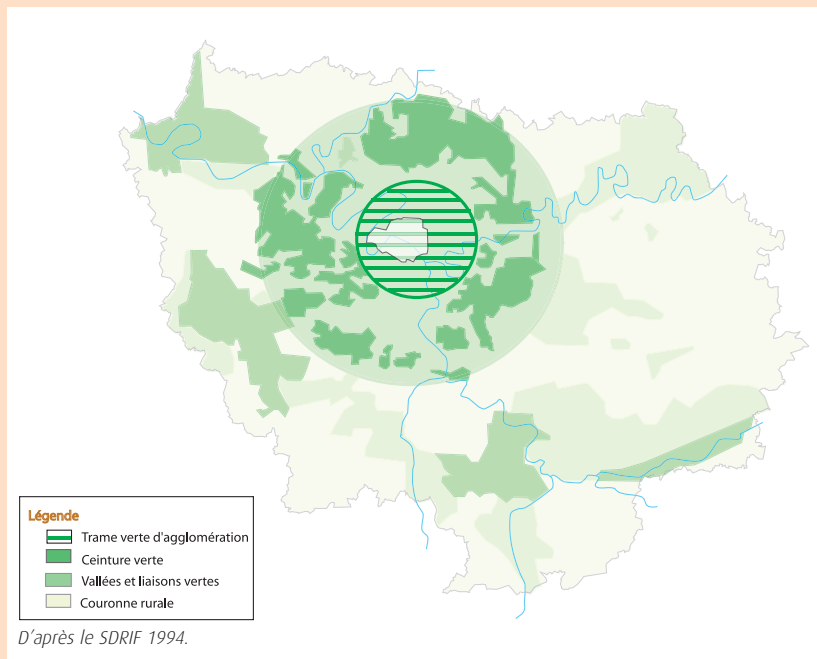 Légende
Trame verte d'agglomération
Ceinture verte
Vallées et liaisons vertes
Couronne rurale
D'après le SDRIF 1994.